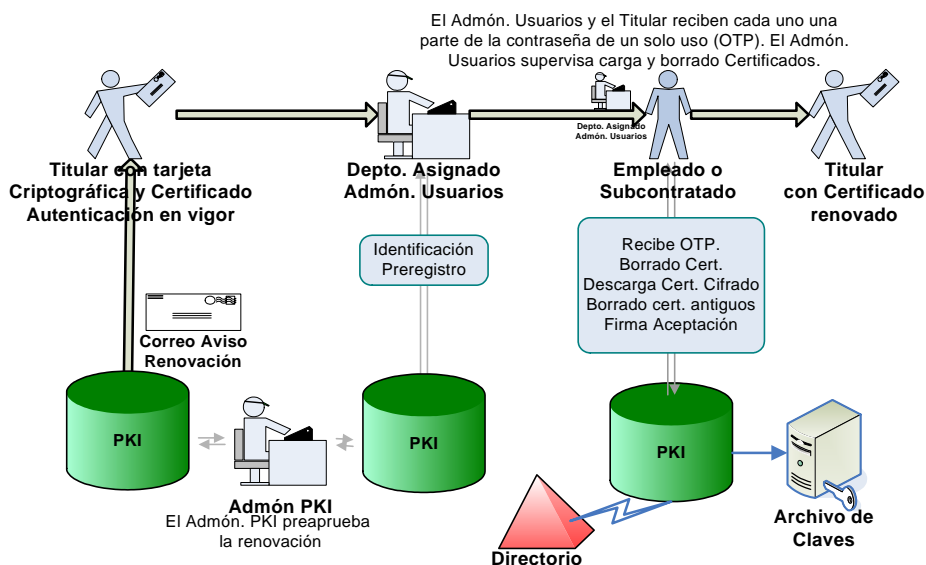 El Admón. Usuarios y el Titular reciben cada uno una
parte de la contraseña de un solo uso (OTP). El Admón.
Usuarios supervisa carga y borrado Certificados.
Depto. Asignado
Admón. Usuarios
Titular con tarjeta
Criptográfica y Certificado
Autenticación en vigor
Depto. Asignado
Admón. Usuarios
Empleado o
Subcontratado
Titular
con Certificado
renovado
Identificación
Preregistro
Recibe OTP.
Borrado Cert.
Descarga Cert. Cifrado
Borrado cert. antiguos
Firma Aceptación
Correo Aviso
Renovación
PKI
PKI
PKI
Admón PKI
El Admón. PKI preaprueba
la renovación
Archivo de
Claves
Directorio